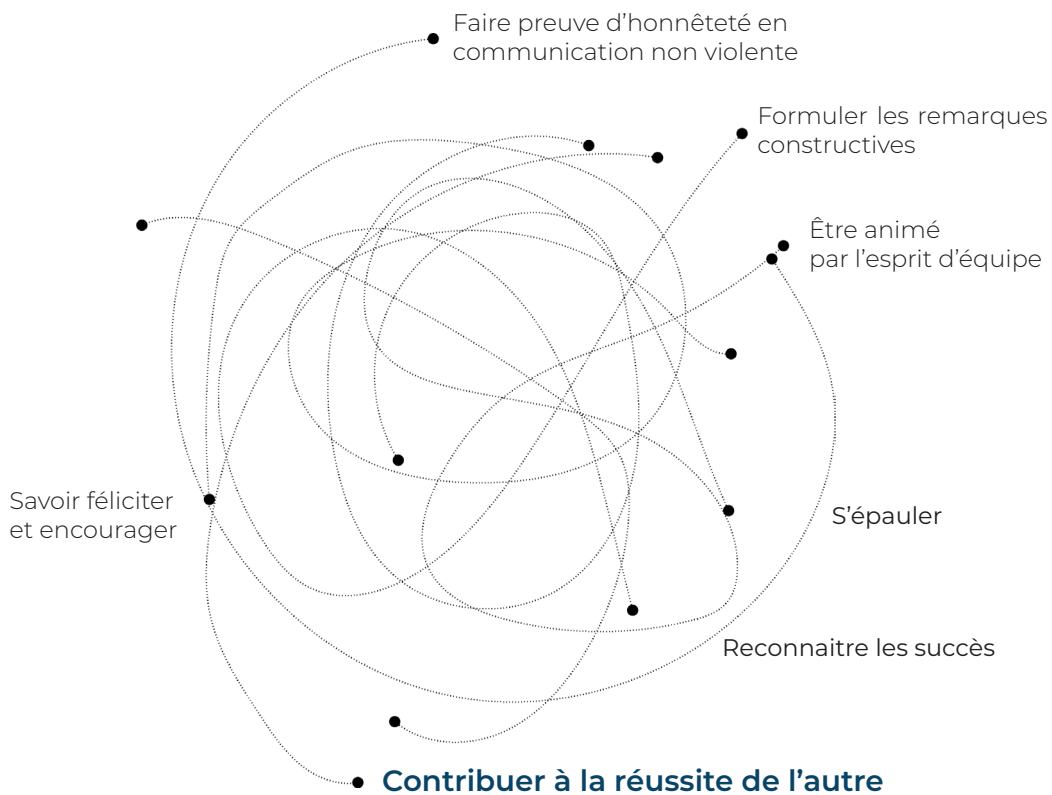 Faire preuve d’honnêteté en
communication non violente
Formuler les remarques
constructives
Être animé
par l’esprit d’équipe
Savoir féliciter
et encourager
S’épauler
Reconnaitre les succès
Contribuer à la réussite de l’autre